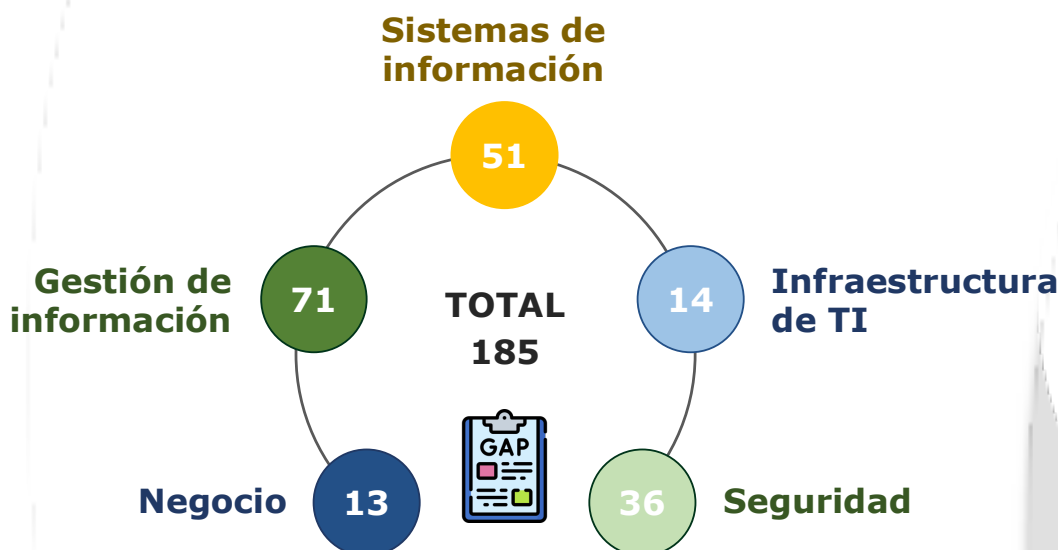 Sistemas de
información
51
Gestión de
información
71
TOTAL
185
14
Infraestructura
de TI
GAP
Negocio
13
36
Seguridad